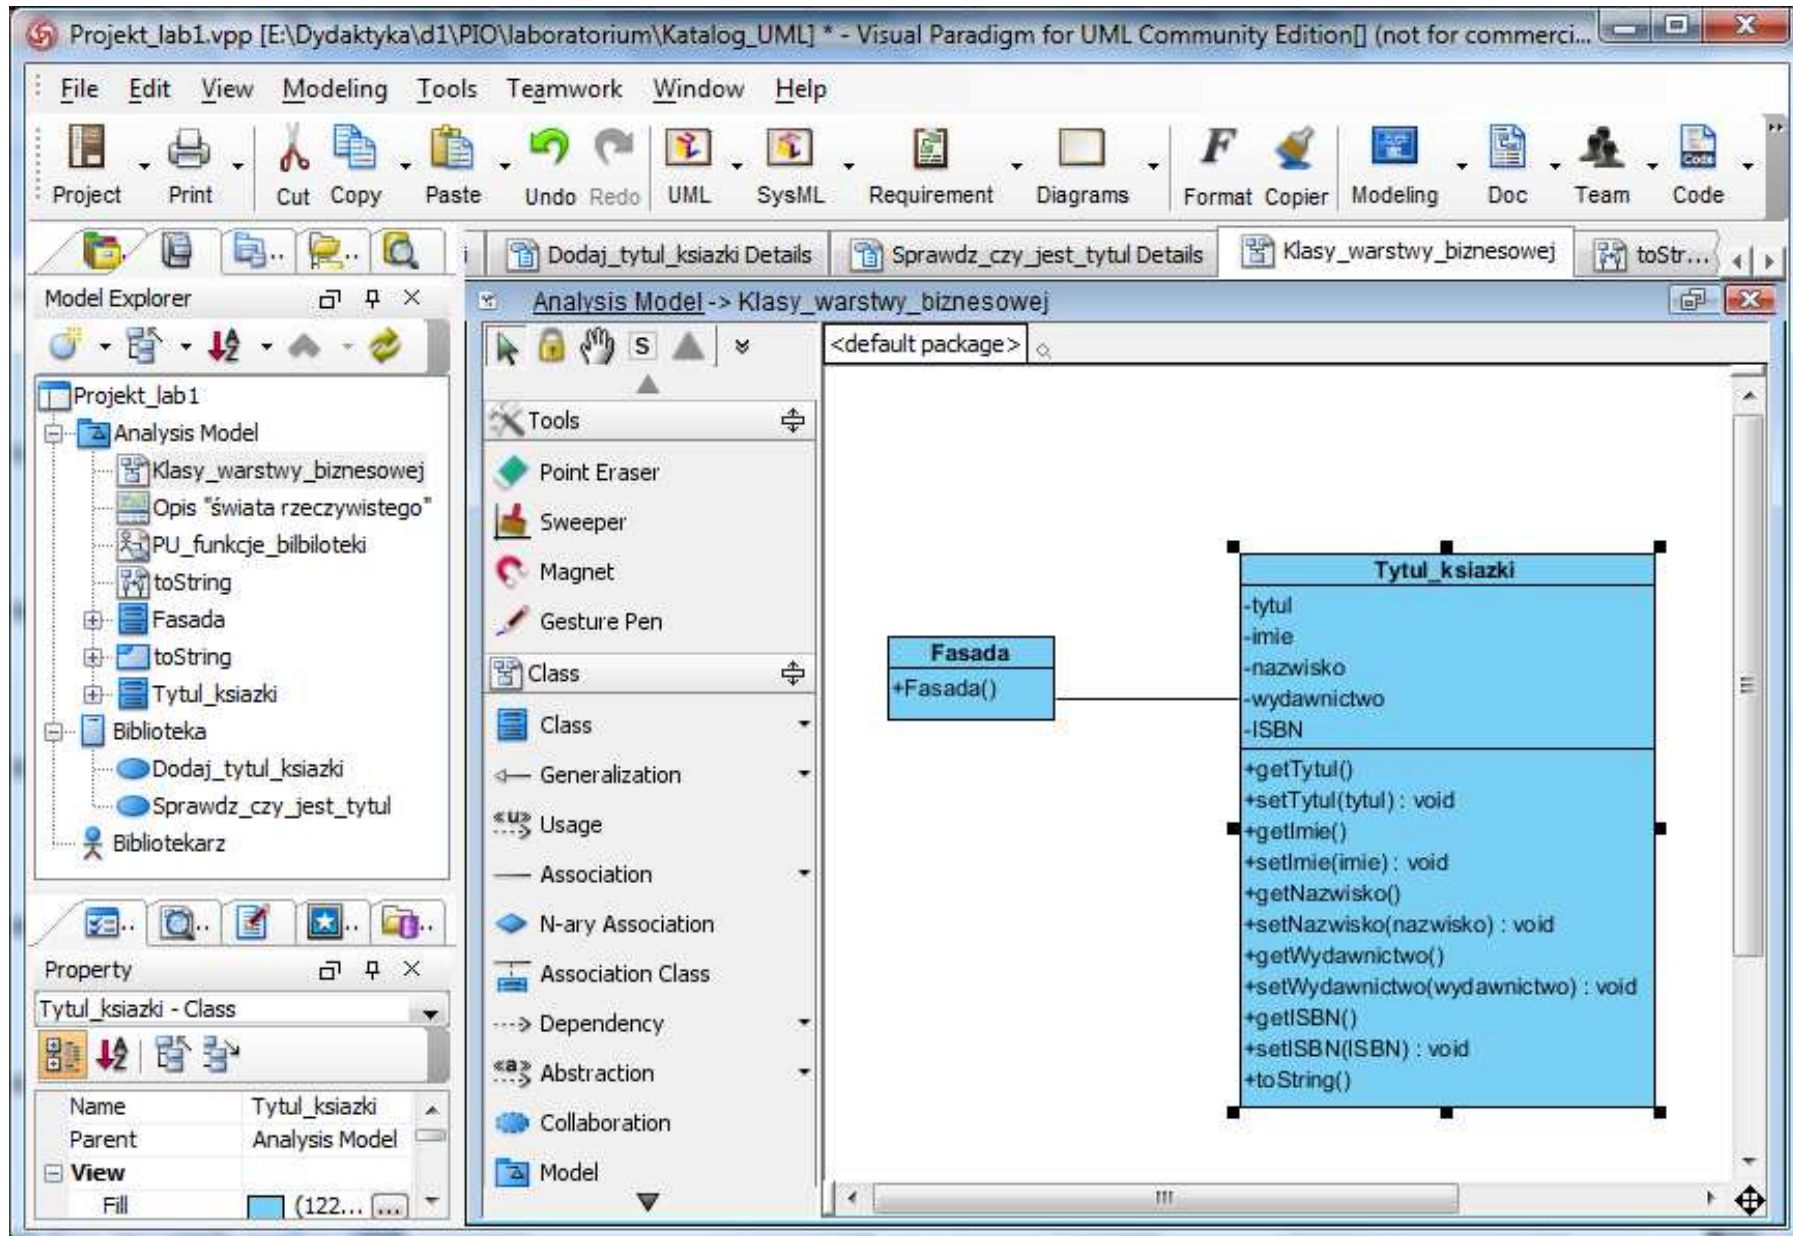 Projekt_lab1.vpp [E:\Dydaktyka\d1\PIO\laboratorium\Katalog_UML] * - Visual Paradigm for UML Community Edition[] (not for commerci...
File Edit View Modeling Tools Teamwork Window Help
Project Print Cut Copy Paste Undo Redo UML SysML Requirement Diagrams Format Copier Modeling Doc Team Code
Dodaj_tytul_ksiazki Details Sprawdz_czy_jest_tytul Details Klasy_warstwy_biznesowej toStr...
Model Explorer
Projekt_lab1
Analysis Model
Klasy_warstwy_biznesowej
Opis "świata rzeczywistego"
PU_funkcje_bilbiloteki
toString
Fasada
toString
Tytul_ksiazki
Biblioteka
Dodaj_tytul_ksiazki
Sprawdz_czy_jest_tytul
Bibliotekarz
Property
Tytul_ksiazki - Class
Name Tytul_ksiazki
Parent Analysis Model
View
Fill (122... ...
Analysis Model -> Klasy_warstwy_biznesowej
S
<default package>
Tools
Point Eraser
Sweeper
Magnet
Gesture Pen
Class
Class
Generalization
«u» Usage
Association
N-ary Association
Association Class
Dependency
«a» Abstraction
Collaboration
Model
Fasada
+Fasada()
Tytul_ksiazki
-tytul
-imie
-nazwisko
-wydawnictwo
-ISBN
+getTytul()
+setTytul(tytul) : void
+getImie()
+setImie(imie) : void
+getNazwisko()
+setNazwisko(nazwisko) : void
+getWydawnictwo()
+setWydawnictwo(wydawnictwo) : void
+getISBN()
+setISBN(ISBN) : void
+toString()